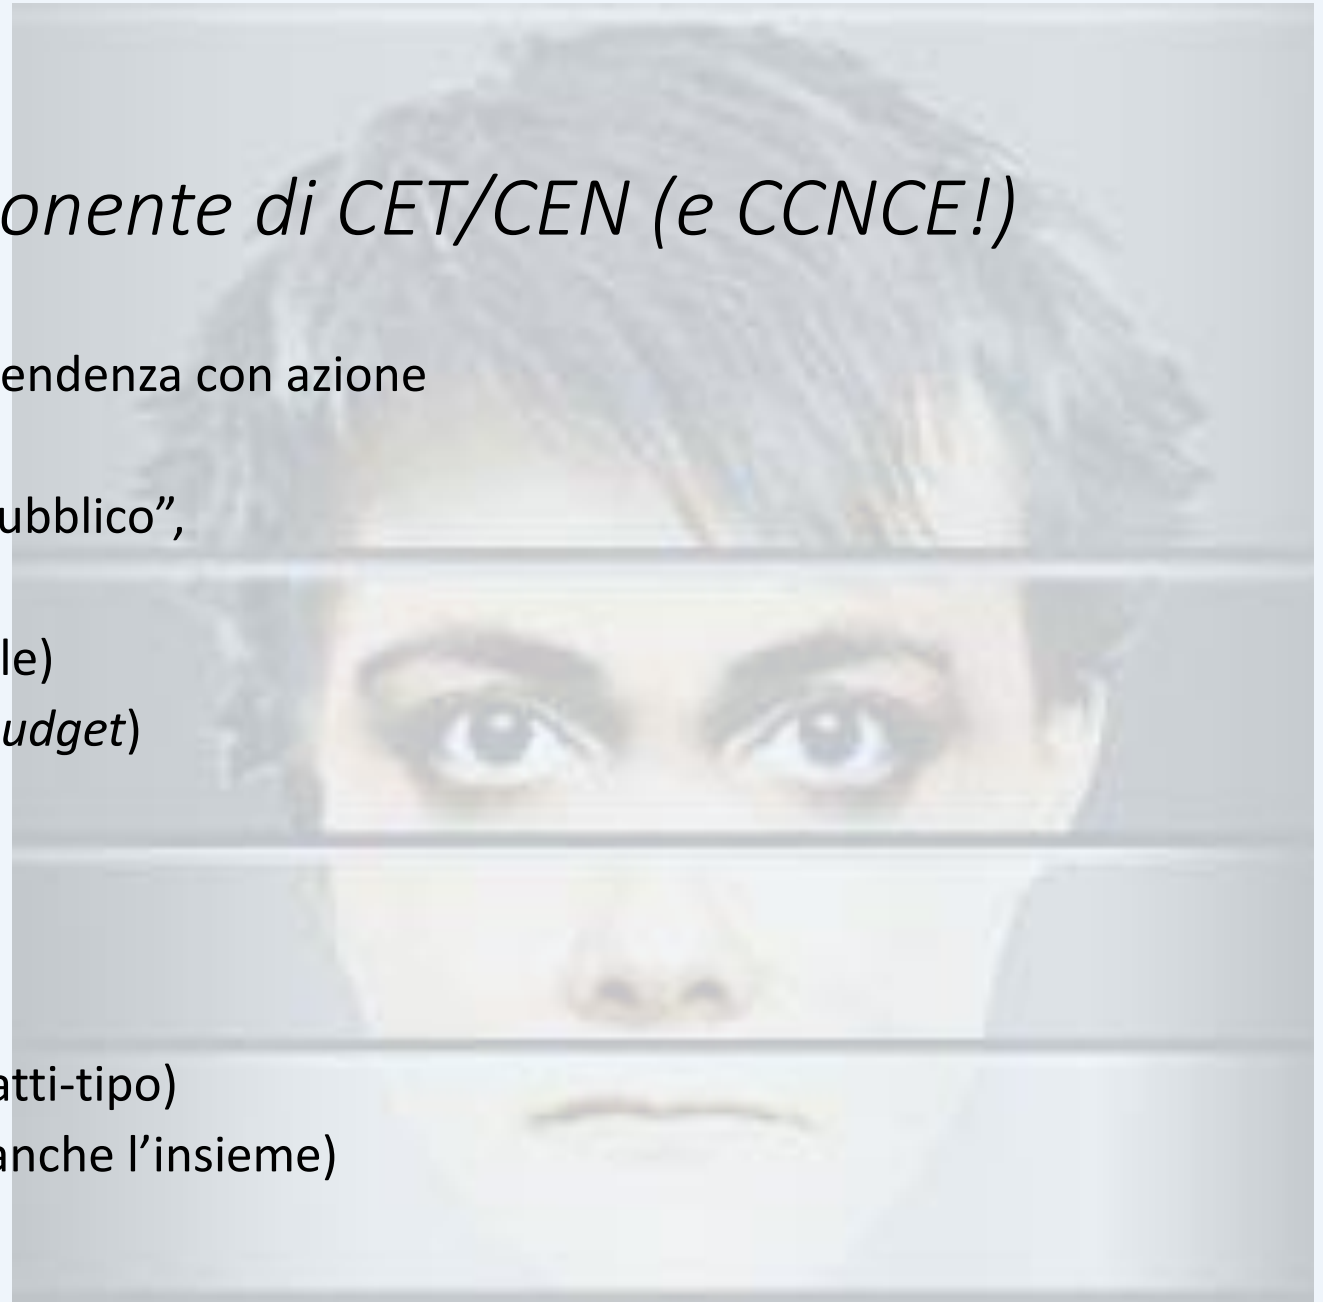 onente di CET/CEN (e CCNCE!)
endenza con azione
ubblico”,
le)
udget)
atti-tipo)
anche l’insieme)